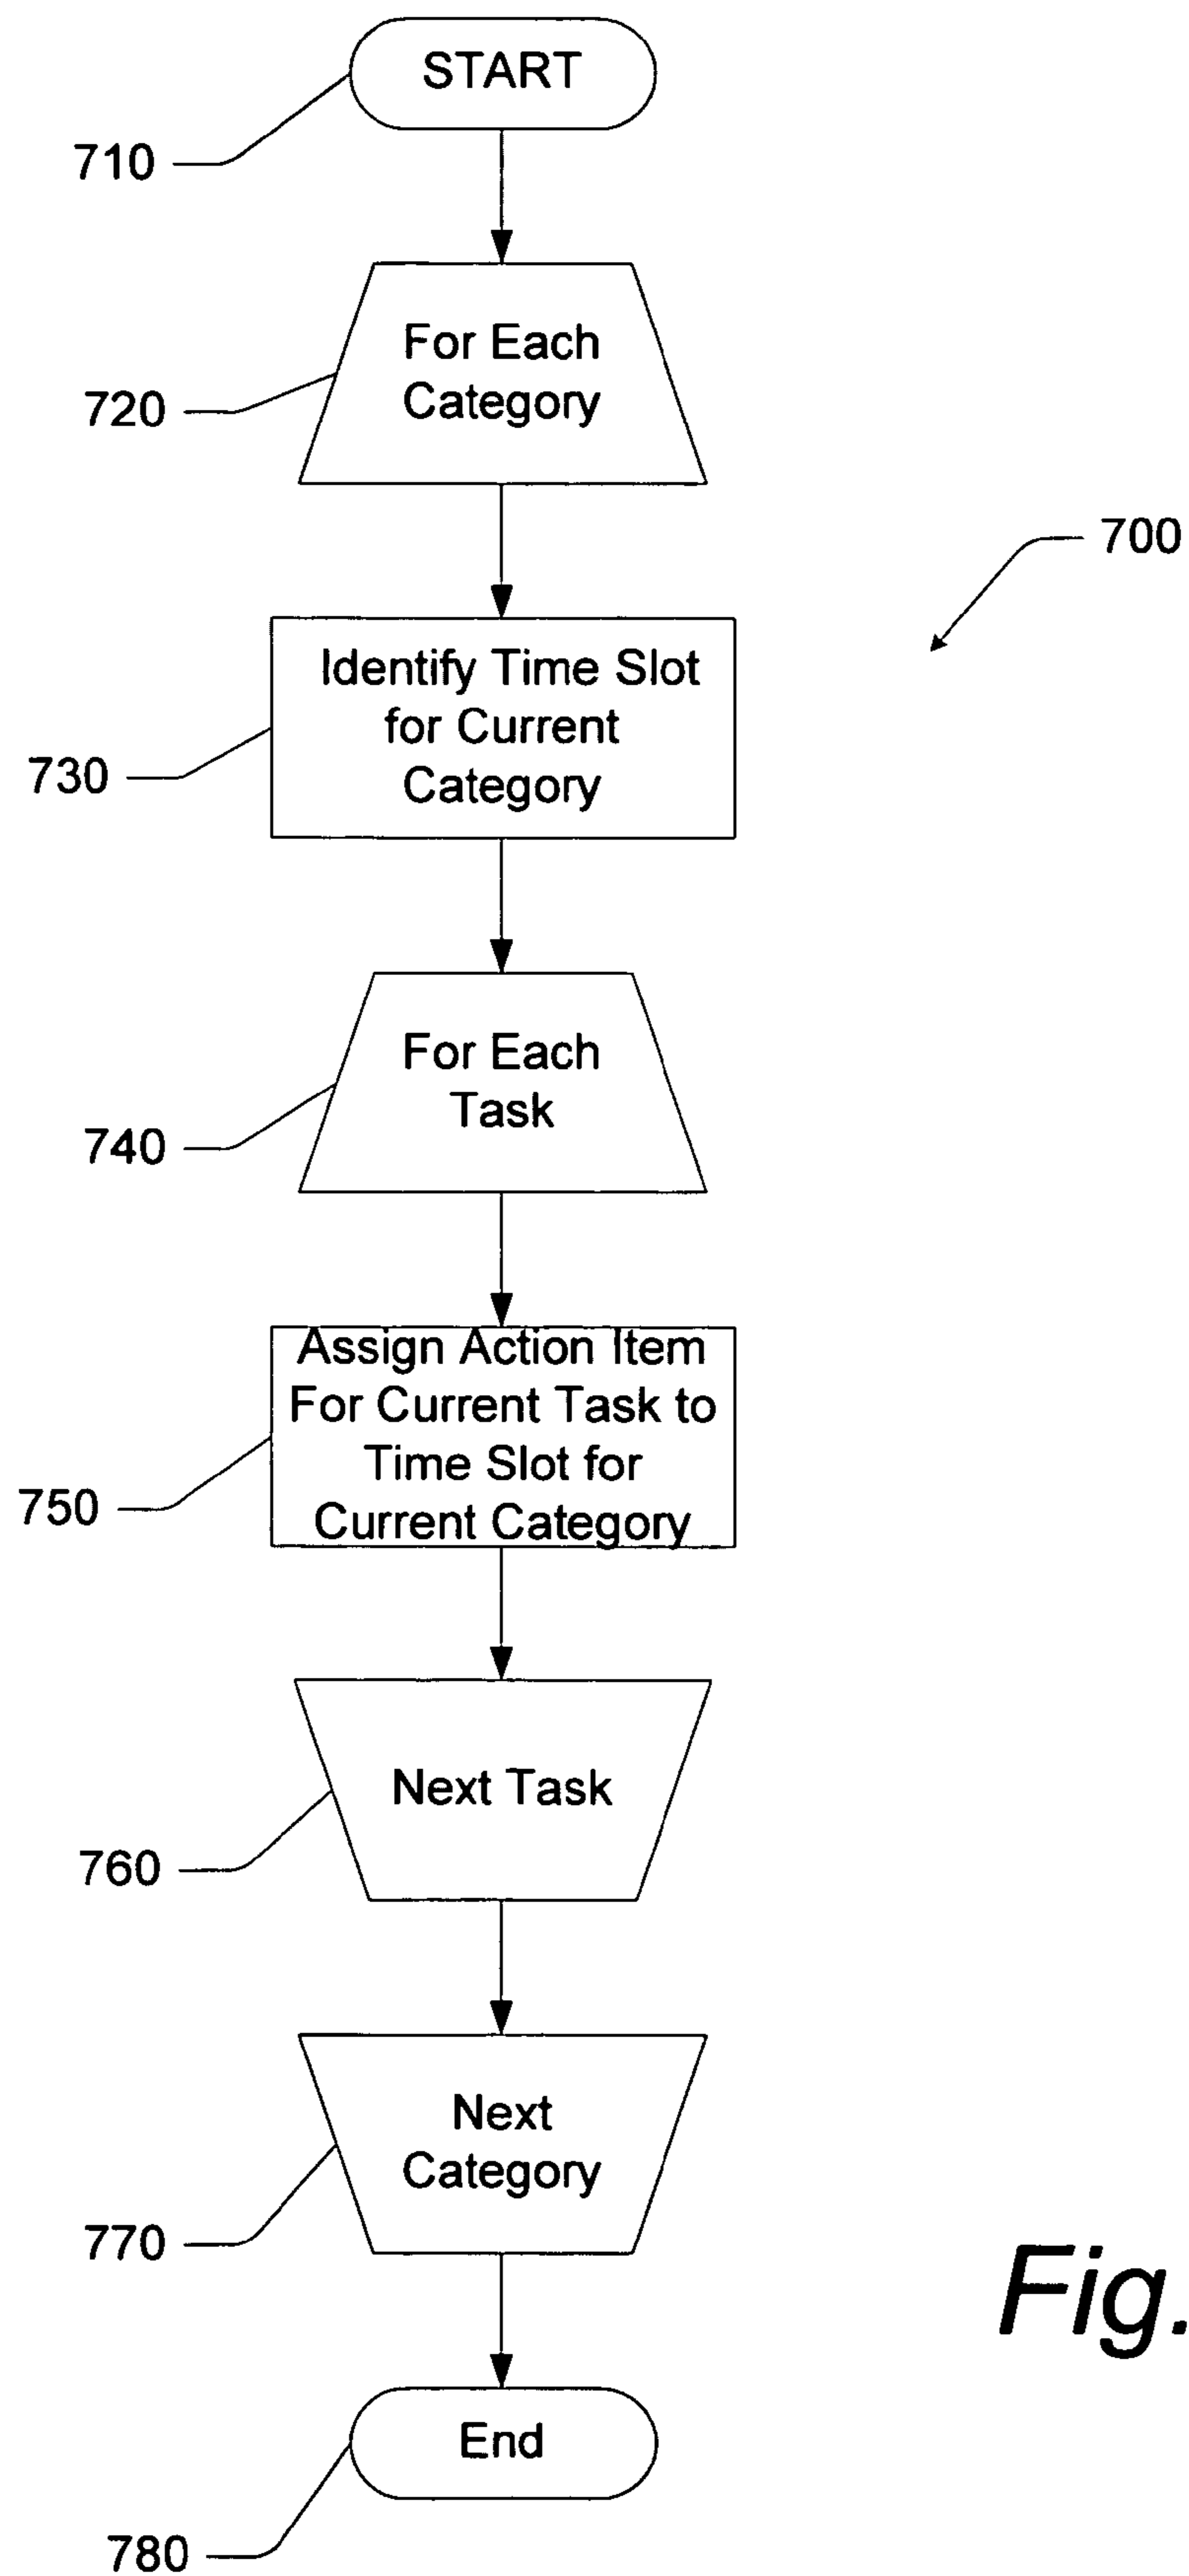 START
710
For Each
Category
720
700
Identify Time Slot
for Current
Category
730
For Each
Task
740
Assign Action Item
For Current Task to
Time Slot for
Current Category
750
Next Task
760
Next
Category
770
Fig.
End
780